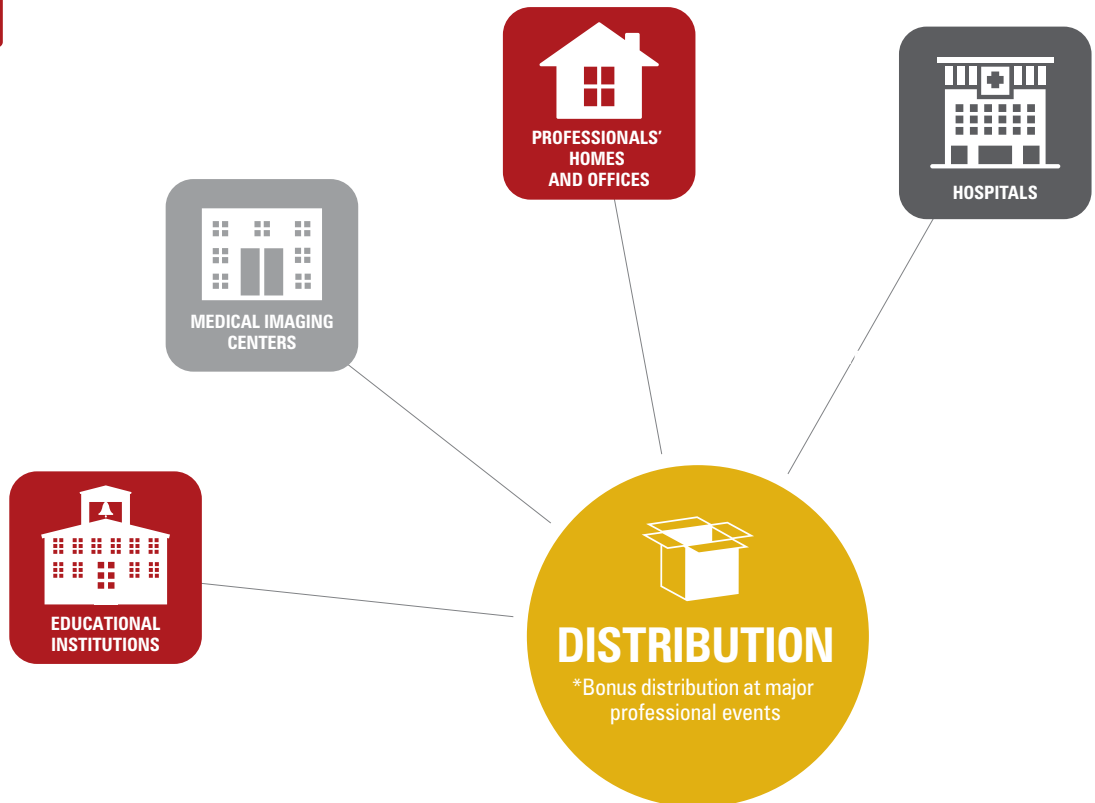 PROFESSIONALS’
HOMES
AND OFFICES
HOSPITALS
MEDICAL IMAGING
CENTERS
EDUCATIONAL
INSTITUTIONS
DISTRIBUTION
*Bonus distribution at major
professional events